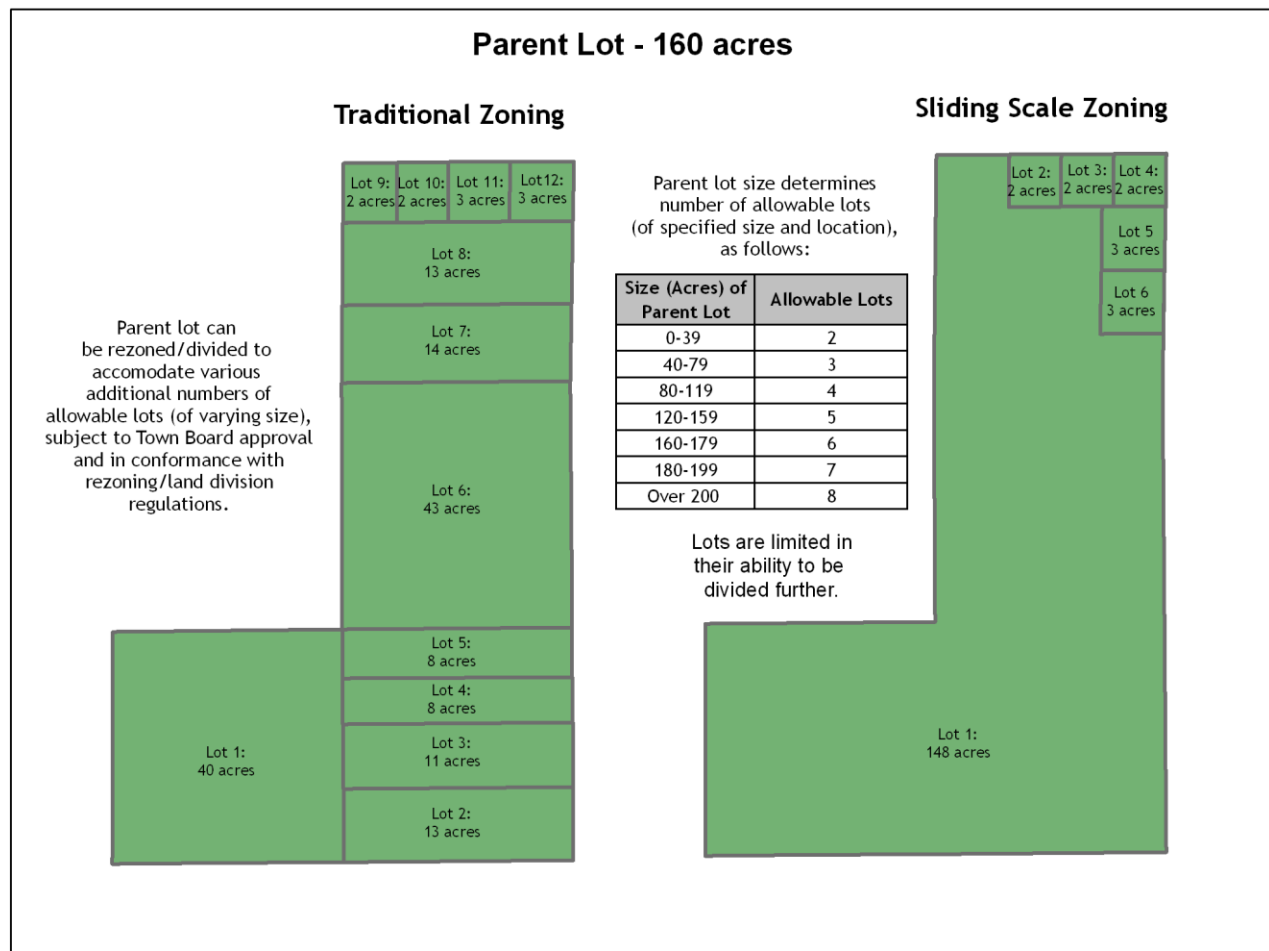 Parent Lot - 160 acres
Traditional Zoning
Lot 9:
2 acres
Lot 10:
2 acres
Lot 11:
3 acres
Lot12:
3 acres
Lot 8:
13 acres
Lot 7:
14 acres
Parent lot can
be rezoned/divided to
accomodate various
additional numbers of
allowable lots (of varying size),
subject to Town Board approval
and in conformance with
rezoning/land division
regulations.
Lot 6:
43 acres
Lot 5:
8 acres
Lot 4:
8 acres
Lot 3:
11 acres
Lot 2:
13 acres
Lot 1:
40 acres
Sliding Scale Zoning
Parent lot size determines
number of allowable lots
(of specified size and location),
as follows:
Size (Acres) of
Parent Lot
Allowable Lots
0-39 2
40-79 3
80-119 4
120-159 5
160-179 6
180-199 7
Over 200 8
Lots are limited in
their ability to be
divided further.
Lot 2:
2 acres
Lot 3:
2 acres
Lot 4:
2 acres
Lot 5
3 acres
Lot 6
3 acres
Lot 1:
148 acres